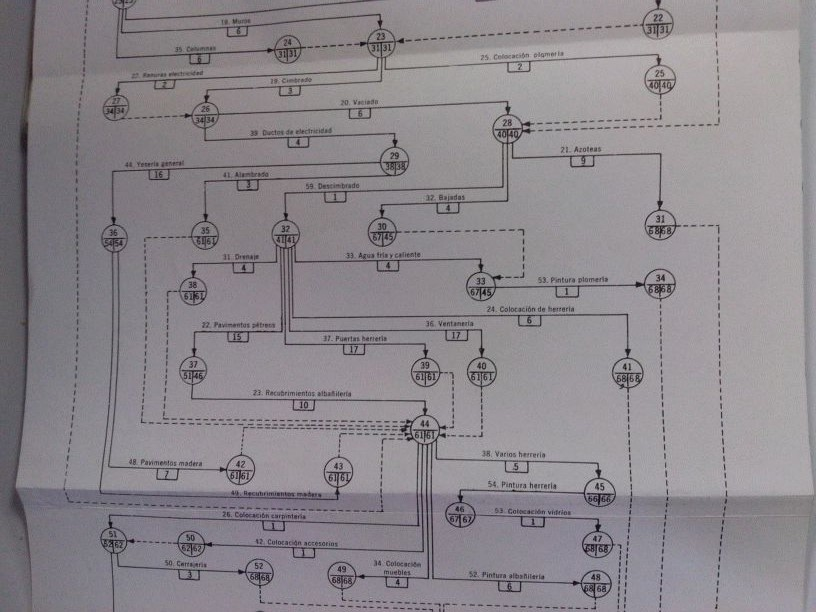 18. Muros
6
22
31 31
23
31 31
24
31 31
35. Columnas
6
25. Colocación plomería
2
27. Ranuras electricidad
2
19. Cimbrado
3
25
40 40
27
34 34
26
34 34
20. Vaciado
6
28
40 40
39 Ductos de electricidad
4
21. Azoteas
9
29
38 38
44. Yesería general
16
41. Alambrado
3
59. Descimbrado
1
32. Bajadas
4
36
54 54
35
61 61
32
41 41
30
67 45
31
68 68
31. Drenaje
4
33. Agua fría y caliente
4
38
61 61
33
67 45
53. Pintura plomería
1
34
68 68
24. Colocación de herrería
6
22. Pavimentos pétreos
15
36. Ventanería
17
37. Puertas herrería
17
37
51 46
39
61 61
40
61 61
41
68 68
23. Recubrimientos albañilería
10
44
61 61
48. Pavimentos madera
7
42
61 61
43
61 61
38. Varios herrería
5
49. Recubrimientos madera
54. Pintura herrería
45
66 66
46
67 67
53. Colocación vidrios
1
26. Colocación carpintería
1
51
62 62
50
62 62
42. Colocación accesorios
1
47
68 68
50. Cerrajería
3
52
68 68
49
68 68
34. Colocación
muebles
4
52. Pintura albañilería
6
48
68 68